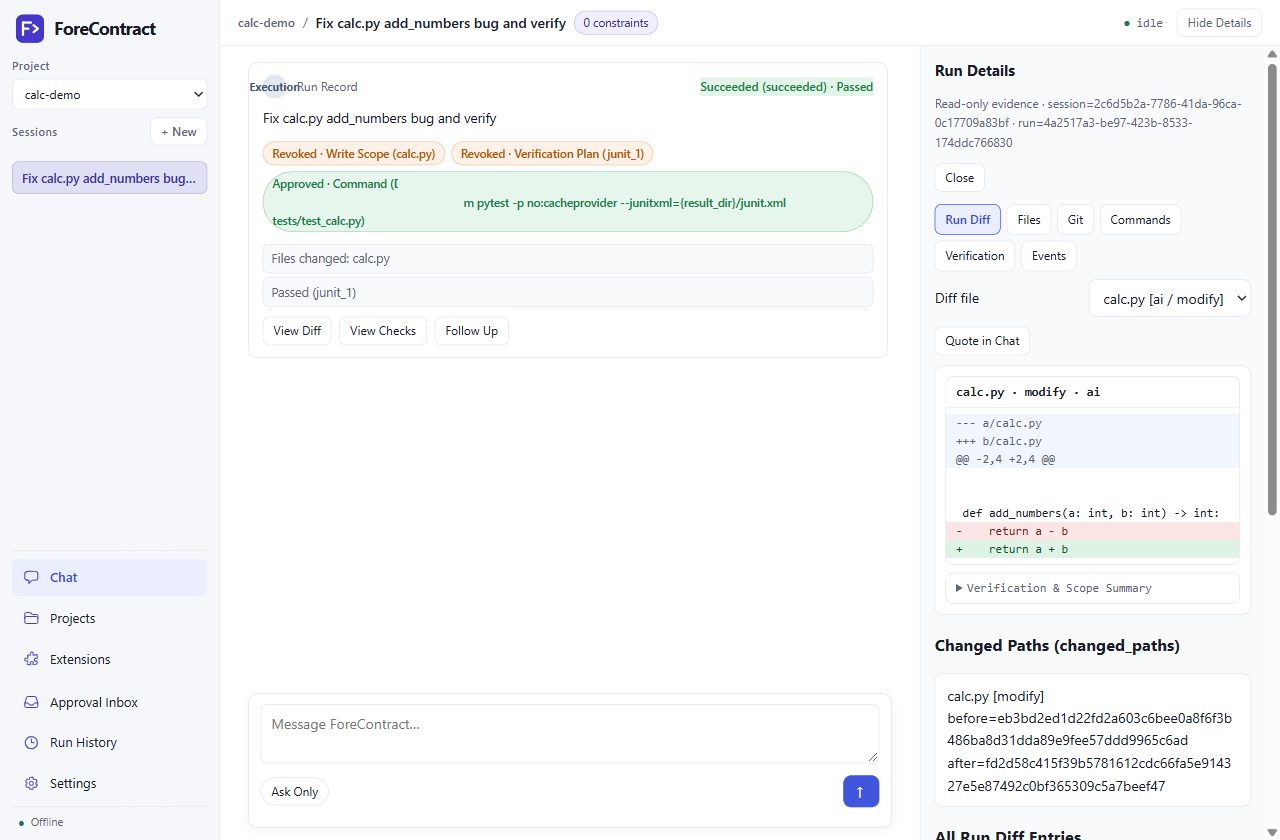 ForeContract
Project
calc-demo
Sessions
+ New
Fix calc.py add_numbers bug...
Chat
Projects
Extensions
Approval Inbox
Run History
Settings
Offline
calc-demo / Fix calc.py add_numbers bug and verify 0 constraints
idle
Hide Details
Execution Run Record
Succeeded (succeeded) · Passed
Fix calc.py add_numbers bug and verify
Revoked · Write Scope (calc.py)
Revoked · Verification Plan (junit_1)
Approved · Command ([
m pytest -p no:cacheprovider --junitxml={result_dir}/junit.xml
tests/test_calc.py)
Files changed: calc.py
Passed (junit_1)
View Diff
View Checks
Follow Up
Message ForeContract...
Ask Only
↑
Run Details
Read-only evidence · session=2c6d5b2a-7786-41da-96ca-
0c17709a83bf · run=4a2517a3-be97-423b-8533-
174ddc766830
Close
Run Diff
Files
Git
Commands
Verification
Events
Diff file
calc.py [ai / modify]
Quote in Chat
calc.py · modify · ai
--- a/calc.py
+++ b/calc.py
@@ -2,4 +2,4 @@
def add_numbers(a: int, b: int) -> int:
-    return a - b
+    return a + b
Verification & Scope Summary
Changed Paths (changed_paths)
calc.py [modify]
before=eb3bd2ed1d22fd2a603c6bee0a8f6f3b
486ba8d31dda89e9fee57ddd9965c6ad
after=fd2d58c415f39b5781612cdc66fa5e9143
27e5e87492c0bf365309c5a7beef47
All Run Diff Entries